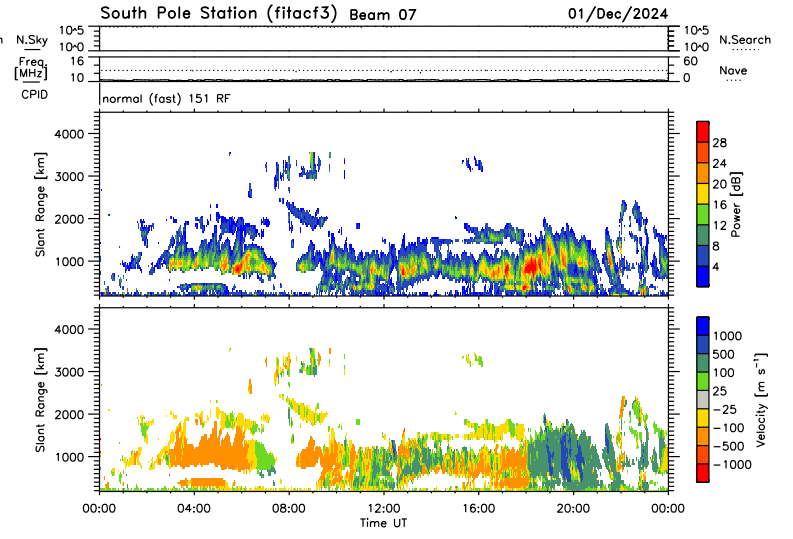 South Pole Station (fitacf3) Beam 07 01/Dec/2024
N.Sky 10^5 10^0 10^5 10^0 N.Search
Freq. [MHz] 16 10 60 0 Nave
CPID normal (fast) 151 RF
Slant Range [km]
4000
3000
2000
1000
28
24
20
16
12
8
4
Power [dB]
Slant Range [km]
4000
3000
2000
1000
1000
500
100
25
-25
-100
-500
-1000
Velocity [m s⁻¹]
00:00 04:00 08:00 12:00 16:00 20:00 00:00
Time UT